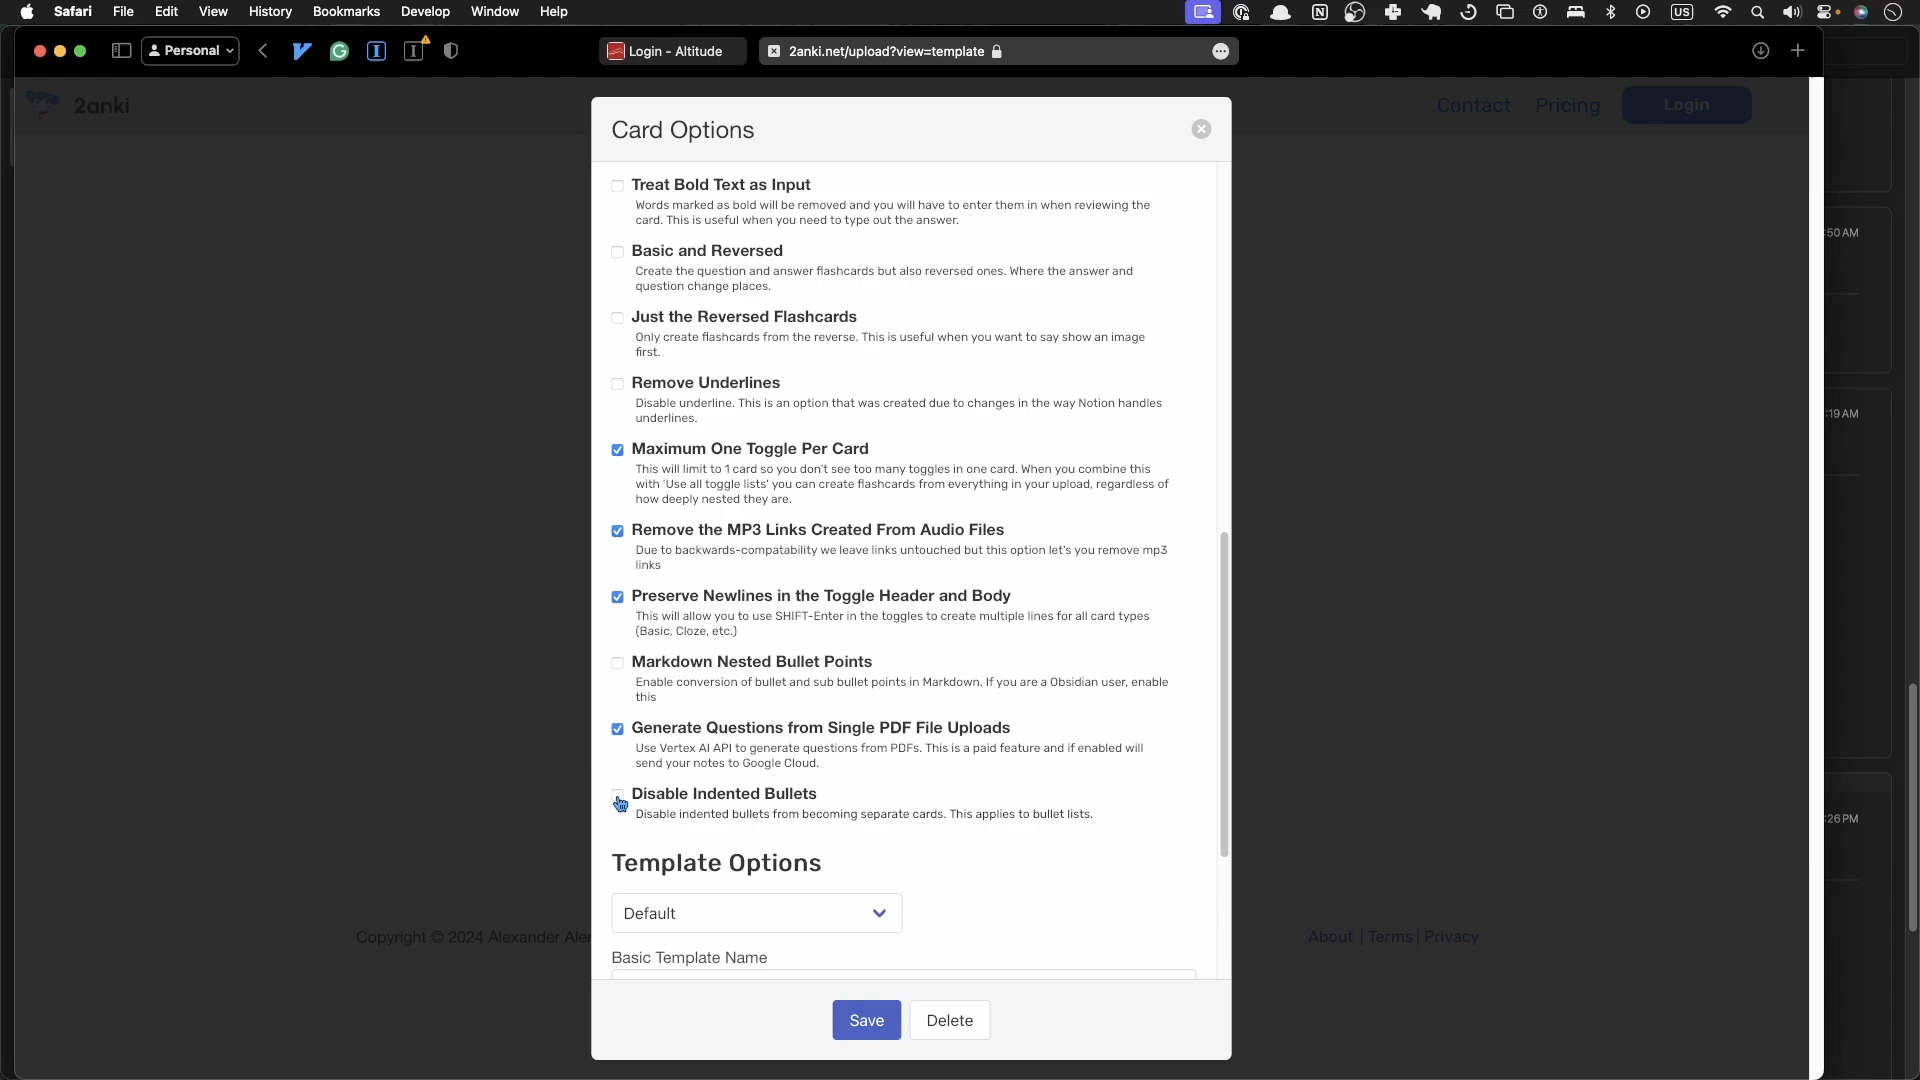 Safari File Edit View History Bookmarks Develop Window Help US
Personal Login - Altitude 2anki.net/upload?view=template
2anki Contact Pricing Login
Card Options
Treat Bold Text as Input
Words marked as bold will be removed and you will have to enter them in when reviewing the
card. This is useful when you need to type out the answer.
Basic and Reversed
Create the question and answer flashcards but also reversed ones. Where the answer and
question change places.
Just the Reversed Flashcards
Only create flashcards from the reverse. This is useful when you want to say show an image
first.
Remove Underlines
Disable underline. This is an option that was created due to changes in the way Notion handles
underlines.
Maximum One Toggle Per Card
This will limit to 1 card so you don't see too many toggles in one card. When you combine this
with 'Use all toggle lists' you can create flashcards from everything in your upload, regardless of
how deeply nested they are.
Remove the MP3 Links Created From Audio Files
Due to backwards-compatability we leave links untouched but this option let's you remove mp3
links
Preserve Newlines in the Toggle Header and Body
This will allow you to use SHIFT-Enter in the toggles to create multiple lines for all card types
(Basic, Cloze, etc.)
Markdown Nested Bullet Points
Enable conversion of bullet and sub bullet points in Markdown. If you are a Obsidian user, enable
this
Generate Questions from Single PDF File Uploads
Use Vertex AI API to generate questions from PDFs. This is a paid feature and if enabled will
send your notes to Google Cloud.
Disable Indented Bullets
Disable indented bullets from becoming separate cards. This applies to bullet lists.
Template Options
Default
Basic Template Name
Save Delete
Copyright © 2024 Alexander Aler
About | Terms | Privacy
:50 AM
:19 AM
:26 PM